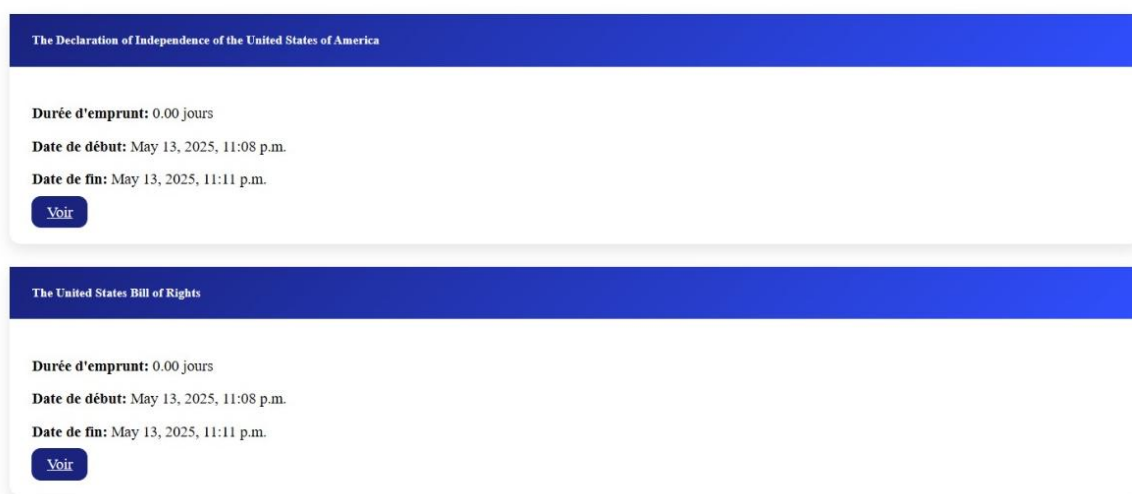 The Declaration of Independence of the United States of America
Durée d'emprunt: 0.00 jours
Date de début: May 13, 2025, 11:08 p.m.
Date de fin: May 13, 2025, 11:11 p.m.
Voir
The United States Bill of Rights
Durée d'emprunt: 0.00 jours
Date de début: May 13, 2025, 11:08 p.m.
Date de fin: May 13, 2025, 11:11 p.m.
Voir